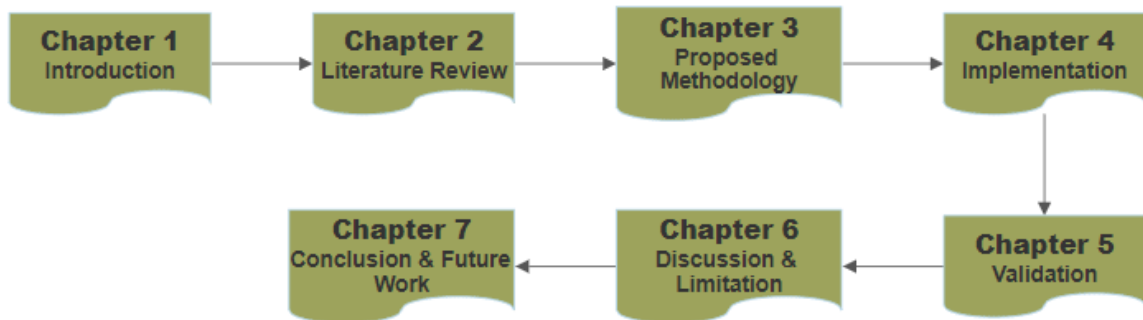 Chapter 1
Introduction
Chapter 2
Literature Review
Chapter 3
Proposed
Methodology
Chapter 4
Implementation
Chapter 5
Validation
Chapter 6
Discussion &
Limitation
Chapter 7
Conclusion & Future
Work